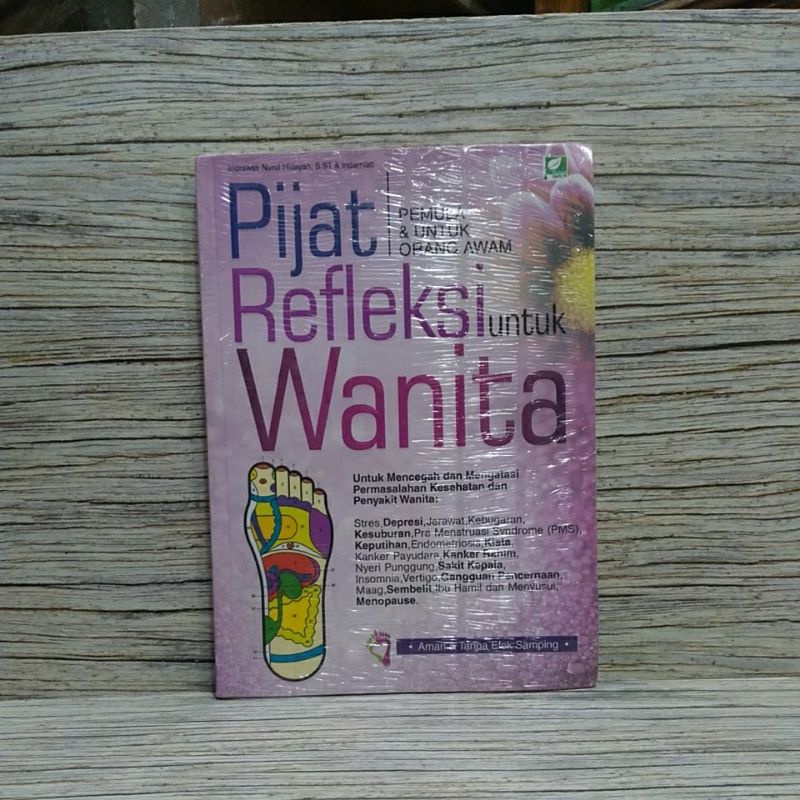 Indrawati Nurul Hidayah, S.ST & Indarniati
Pijat
PEMULA
& UNTUK
ORANG AWAM
Refleksi untuk
Wanita
Untuk Mencegah dan Mengatasi
Permasalahan Kesehatan dan
Penyakit Wanita:
Stres,Depresi,Jerawat,Kebugaran,
Kesuburan,Pre Menstruasi Syndrome (PMS),
Keputihan,Endometriosis,Kista
Kanker Payudara,Kanker Rahim,
Nyeri Punggung,Sakit Kepala,
Insomnia,Vertigo,Gangguan Pencernaan,
Maag,Sembelit,Ibu Hamil dan Menyusui,
Menopause.
• Aman & Tanpa Efek Samping •